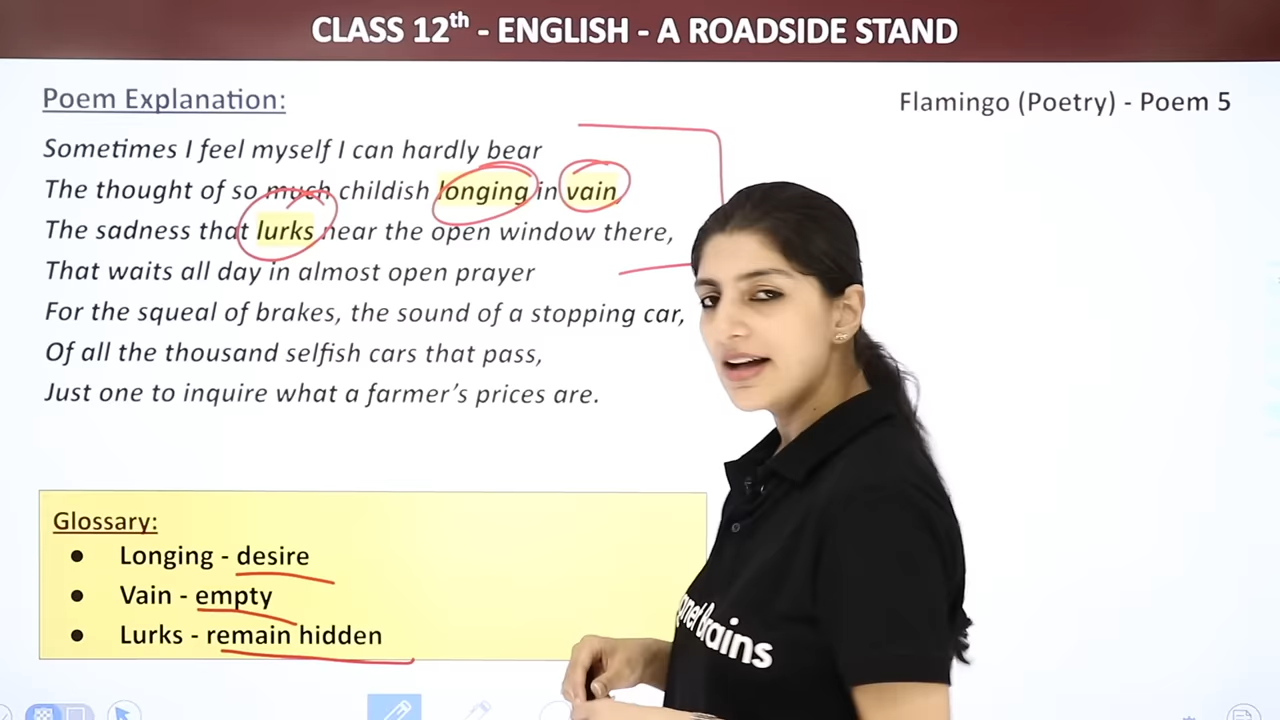 CLASS 12th - ENGLISH - A ROADSIDE STAND
Poem Explanation:
Flamingo (Poetry) - Poem 5
Sometimes I feel myself I can hardly bear
The thought of so much childish longing in vain,
The sadness that lurks near the open window there,
That waits all day in almost open prayer
For the squeal of brakes, the sound of a stopping car,
Of all the thousand selfish cars that pass,
Just one to inquire what a farmer's prices are.
Glossary:
● Longing - desire
● Vain - empty
● Lurks - remain hidden
Brains